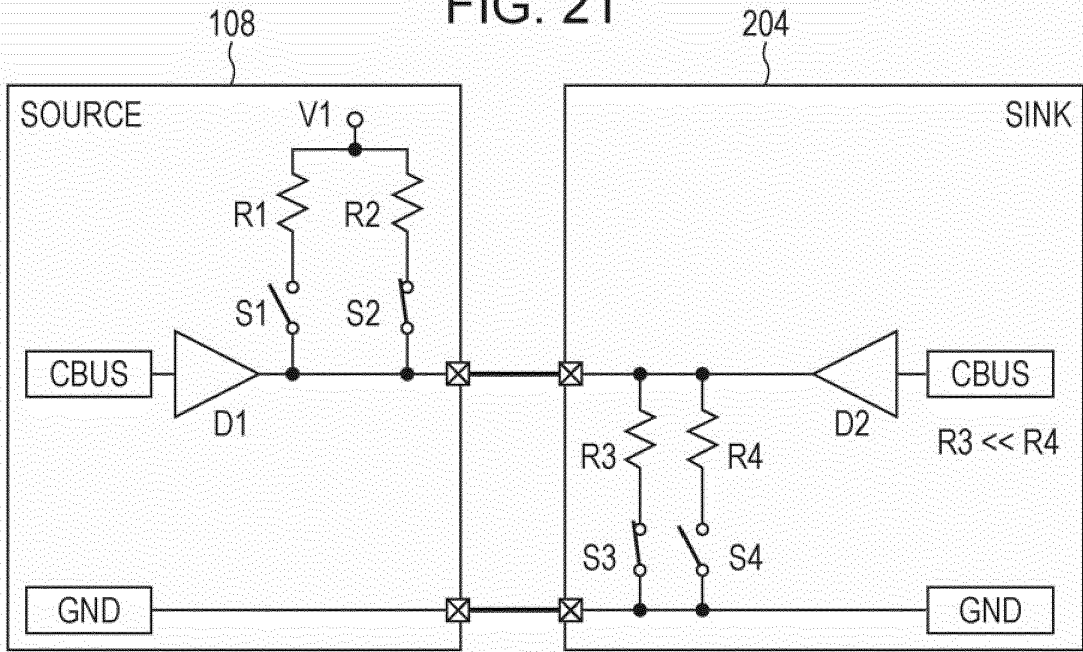 FIG. 21
108
204
SOURCE
V1
SINK
R1
R2
S1
S2
CBUS
D1
D2
CBUS
R3 << R4
R3
R4
S3
S4
GND
GND